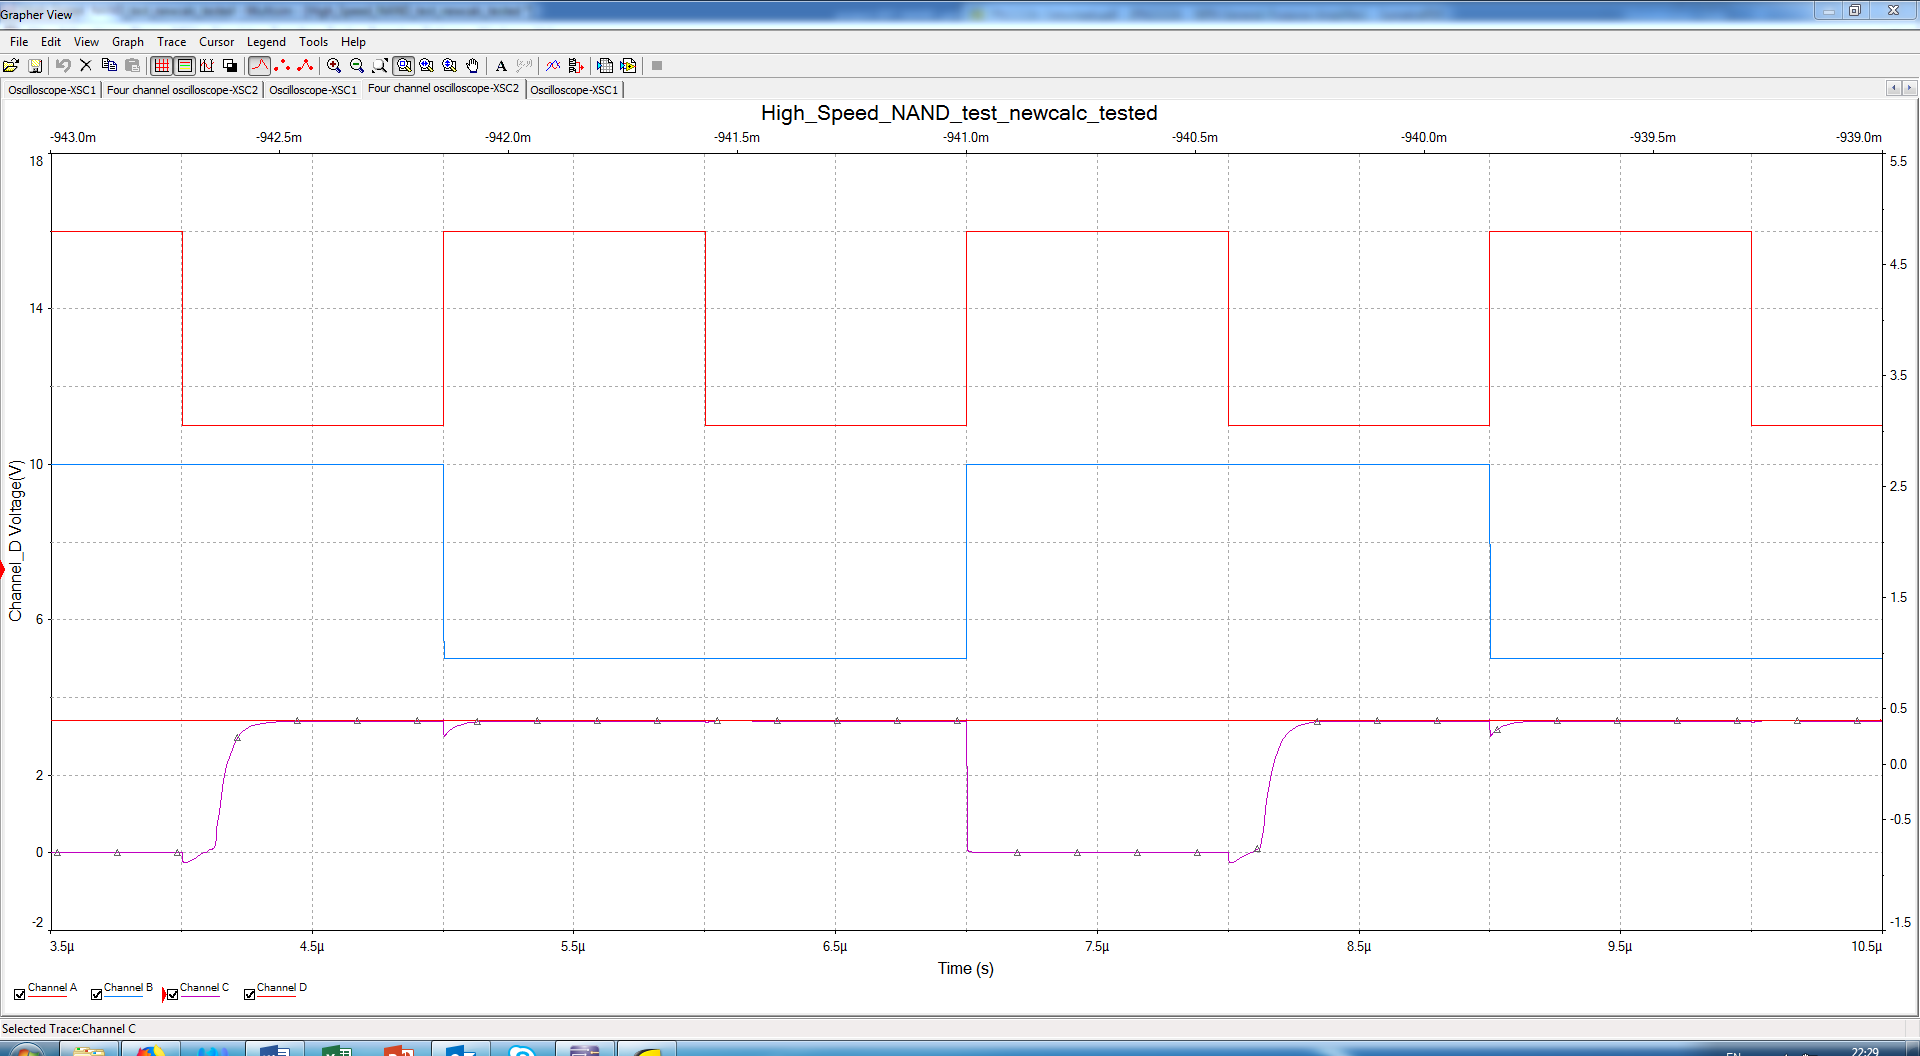 Grapher View
File Edit View Graph Trace Cursor Legend Tools Help
Oscilloscope-XSC1 Four channel oscilloscope-XSC2 Oscilloscope-XSC1 Four channel oscilloscope-XSC2 Oscilloscope-XSC1
High_Speed_NAND_test_newcalc_tested
-943.0m -942.5m -942.0m -941.5m -941.0m -940.5m -940.0m -939.5m -939.0m
18 5.5
4.5
14
3.5
10
2.5
Channel_D Voltage(V)
1.5
6
0.5
2 0.0
-0.5
0
-2 -1.5
3.5µ 4.5µ 5.5µ 6.5µ 7.5µ 8.5µ 9.5µ 10.5µ
Time (s)
Channel A Channel B Channel C Channel D
Selected Trace:Channel C
EN 22:29